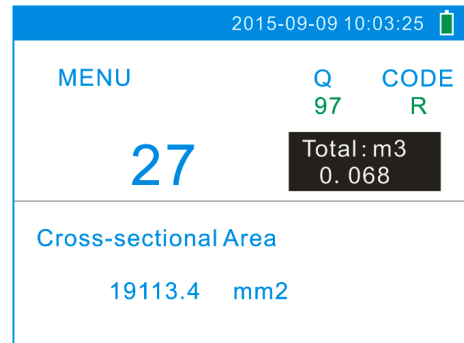 2015-09-09 10:03:25
MENU Q CODE
97 R
27
Total: m3
0. 068
Cross-sectional Area
19113.4 mm2